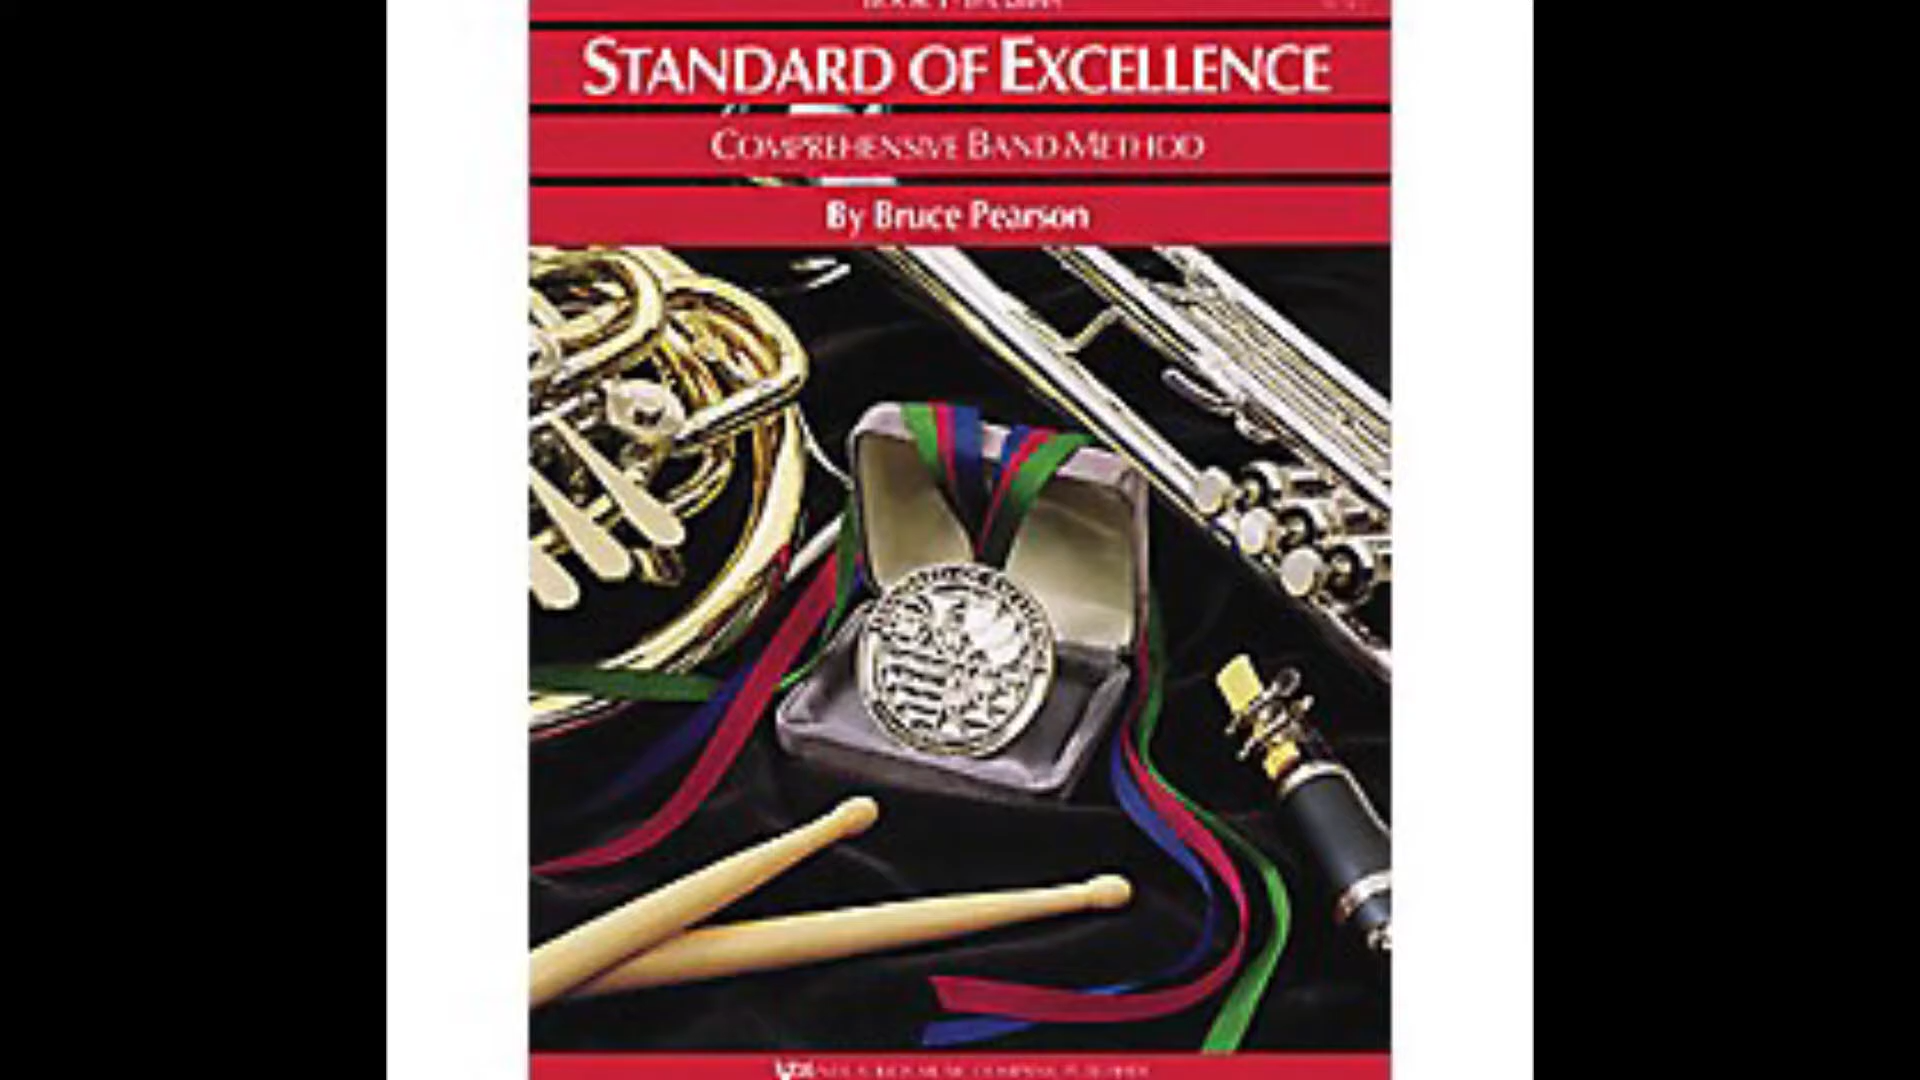 STANDARD OF EXCELLENCE
COMPREHENSIVE BAND METHOD
By Bruce Pearson